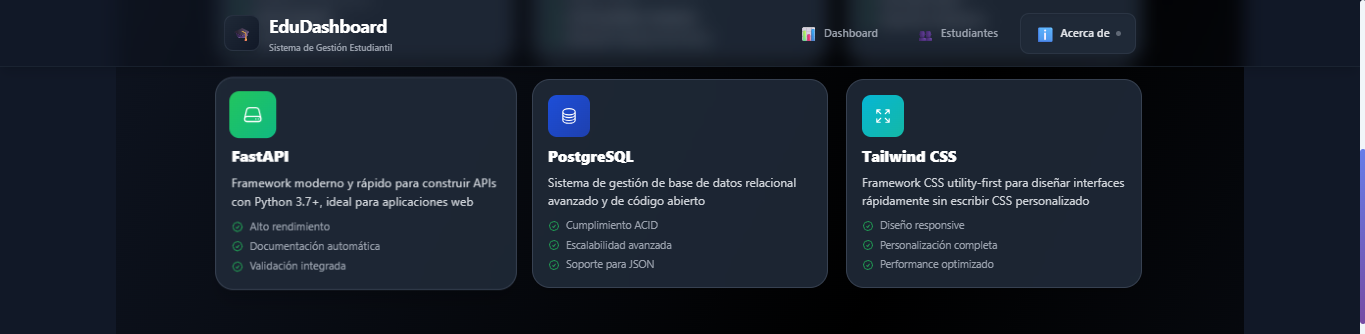 EduDashboard
Sistema de Gestión Estudiantil
Dashboard
Estudiantes
Acerca de
FastAPI
Framework moderno y rápido para construir APIs
con Python 3.7+, ideal para aplicaciones web
Alto rendimiento
Documentación automática
Validación integrada
PostgreSQL
Sistema de gestión de base de datos relacional
avanzado y de código abierto
Cumplimiento ACID
Escalabilidad avanzada
Soporte para JSON
Tailwind CSS
Framework CSS utility-first para diseñar interfaces
rápidamente sin escribir CSS personalizado
Diseño responsive
Personalización completa
Performance optimizado